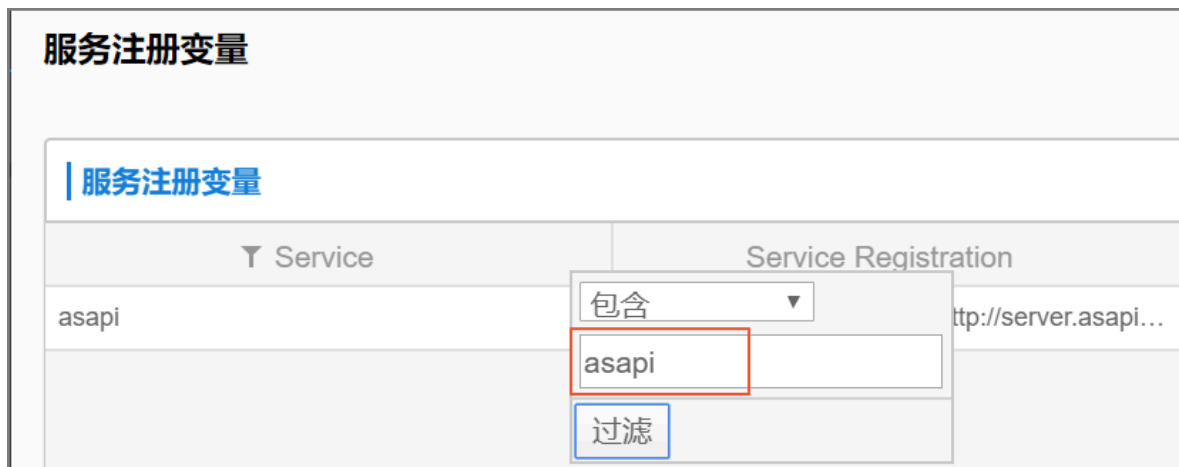 服务注册变量
服务注册变量
Service
Service Registration
包含
asapi
ttp://server.asapi…
asapi
过滤